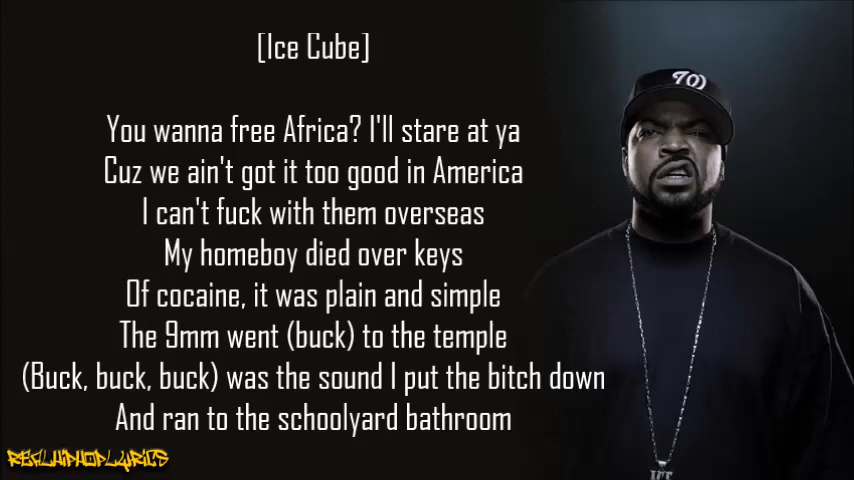 [Ice Cube]
You wanna free Africa? I'll stare at ya
Cuz we ain't got it too good in America
I can't fuck with them overseas
My homeboy died over keys
Of cocaine, it was plain and simple
The 9mm went (buck) to the temple
(Buck, buck, buck) was the sound I put the bitch down
And ran to the schoolyard bathroom
REALHIPHOPLYRICS